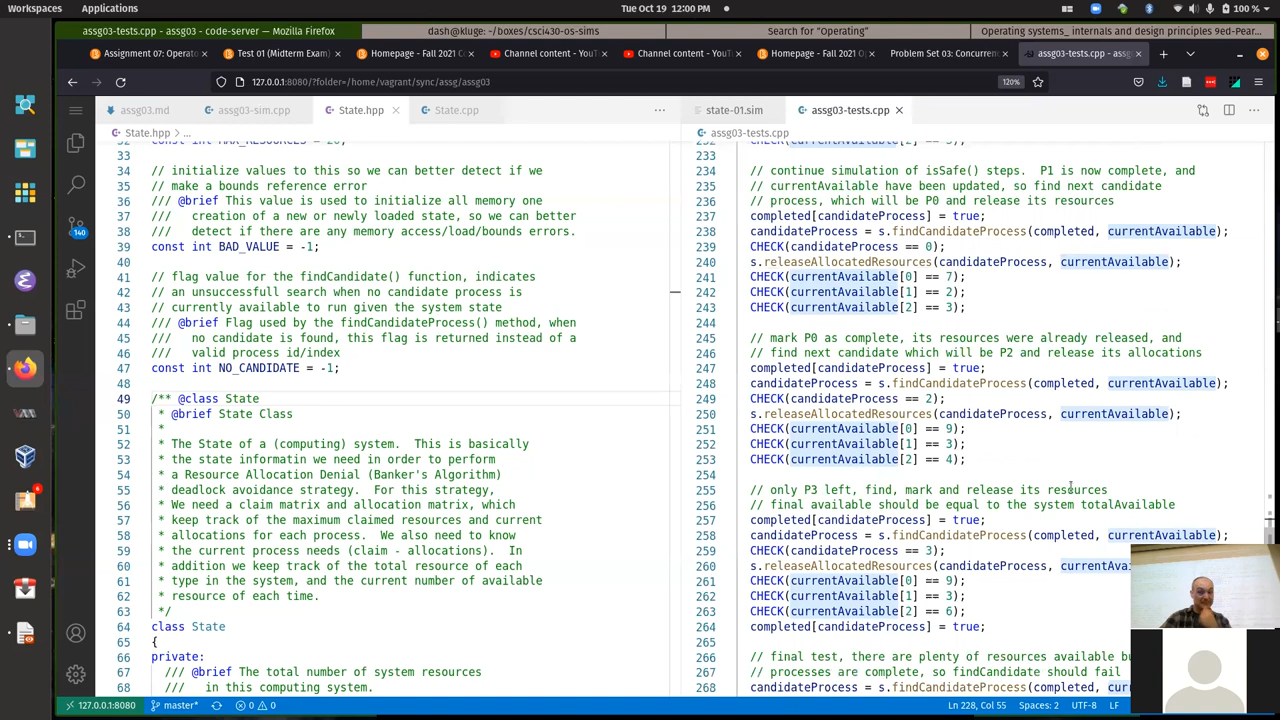 Workspaces Applications Tue Oct 19 12:00 PM 100 %
assg03-tests.cpp - assg03 - code-server — Mozilla Firefox dash@kluge: ~/boxes/csci430-os-sims Search for "Operating" Operating systems_ internals and design principles 9ed-Pear…
Assignment 07: Operat Test 01 (Midterm Exam) Homepage - Fall 2021 C Channel content - YouT Channel content - YouT Homepage - Fall 2021 O Problem Set 03: Concurren assg03-tests.cpp - assg
127.0.0.1:8080/?folder=/home/vagrant/sync/assg/assg03 120%
assg03.md assg03-sim.cpp State.hpp State.cpp
State.hpp > ...
33
34 // initialize values to this so we can better detect if we
35 // make a bounds reference error
36 /// @brief This value is used to initialize all memory one
37 /// creation of a new or newly loaded state, so we can better
38 /// detect if there are any memory access/load/bounds errors.
39 const int BAD_VALUE = -1;
40
41 // flag value for the findCandidate() function, indicates
42 // an unsuccessfull search when no candidate process is
43 // currently available to run given the system state
44 /// @brief Flag used by the findCandidateProcess() method, when
45 /// no candidate is found, this flag is returned instead of a
46 /// valid process id/index
47 const int NO_CANDIDATE = -1;
48
49 /** @class State
50 * @brief State Class
51 *
52 * The State of a (computing) system. This is basically
53 * the state informatin we need in order to perform
54 * a Resource Allocation Denial (Banker's Algorithm)
55 * deadlock avoidance strategy. For this strategy,
56 * We need a claim matrix and allocation matrix, which
57 * keep track of the maximum claimed resources and current
58 * allocations for each process. We also need to know
59 * the current process needs (claim - allocations). In
60 * addition we keep track of the total resource of each
61 * type in the system, and the current number of available
62 * resource of each time.
63 */
64 class State
65 {
66 private:
67 /// @brief The total number of system resources
68 /// in this computing system.
state-01.sim assg03-tests.cpp
assg03-tests.cpp
233
234 // continue simulation of isSafe() steps. P1 is now complete, and
235 // currentAvailable have been updated, so find next candidate
236 // process, which will be P0 and release its resources
237 completed[candidateProcess] = true;
238 candidateProcess = s.findCandidateProcess(completed, currentAvailable);
239 CHECK(candidateProcess == 0);
240 s.releaseAllocatedResources(candidateProcess, currentAvailable);
241 CHECK(currentAvailable[0] == 7);
242 CHECK(currentAvailable[1] == 2);
243 CHECK(currentAvailable[2] == 3);
244
245 // mark P0 as complete, its resources were already released, and
246 // find next candidate which will be P2 and release its allocations
247 completed[candidateProcess] = true;
248 candidateProcess = s.findCandidateProcess(completed, currentAvailable);
249 CHECK(candidateProcess == 2);
250 s.releaseAllocatedResources(candidateProcess, currentAvailable);
251 CHECK(currentAvailable[0] == 9);
252 CHECK(currentAvailable[1] == 3);
253 CHECK(currentAvailable[2] == 4);
254
255 // only P3 left, find, mark and release its resources
256 // final available should be equal to the system totalAvailable
257 completed[candidateProcess] = true;
258 candidateProcess = s.findCandidateProcess(completed, currentAvailable);
259 CHECK(candidateProcess == 3);
260 s.releaseAllocatedResources(candidateProcess, currentAvai
261 CHECK(currentAvailable[0] == 9);
262 CHECK(currentAvailable[1] == 3);
263 CHECK(currentAvailable[2] == 6);
264 completed[candidateProcess] = true;
265
266 // final test, there are plenty of resources available bu
267 // processes are complete, so findCandidate should fail
268 candidateProcess = s.findCandidateProcess(completed, curr
140
6
127.0.0.1:8080 master* 0 0 Ln 228, Col 55 Spaces: 2 UTF-8 LF